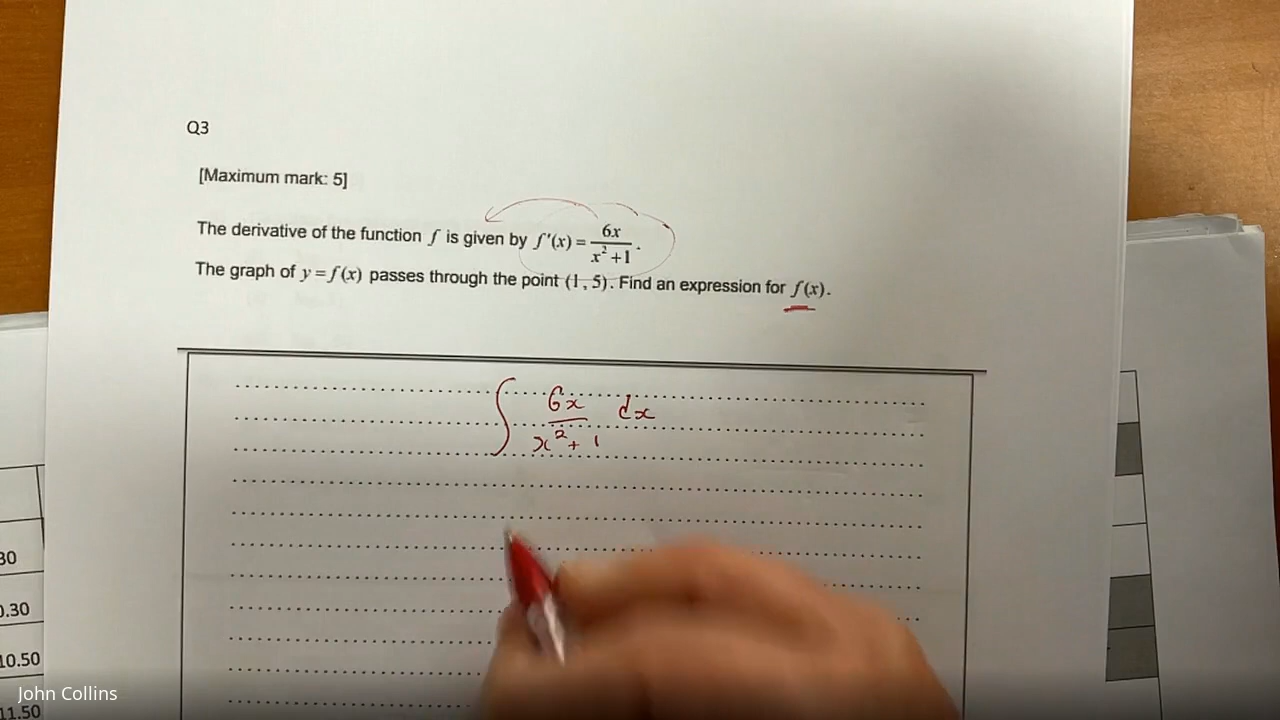 Q3
[Maximum mark: 5]
The derivative of the function f is given by f'(x) = 6x / x² + 1 .
The graph of y = f(x) passes through the point (1, 5). Find an expression for f(x).
∫ 6x / x² + 1 dx
30
0.30
10.50
11.50
John Collins